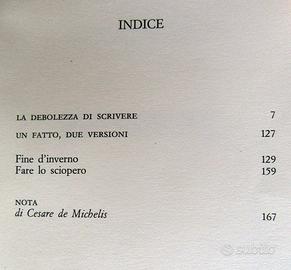 INDICE
LA DEBOLEZZA DI SCRIVERE 7
UN FATTO, DUE VERSIONI 127
Fine d'inverno 129
Fare lo sciopero 159
NOTA
di Cesare de Michelis 167
subito